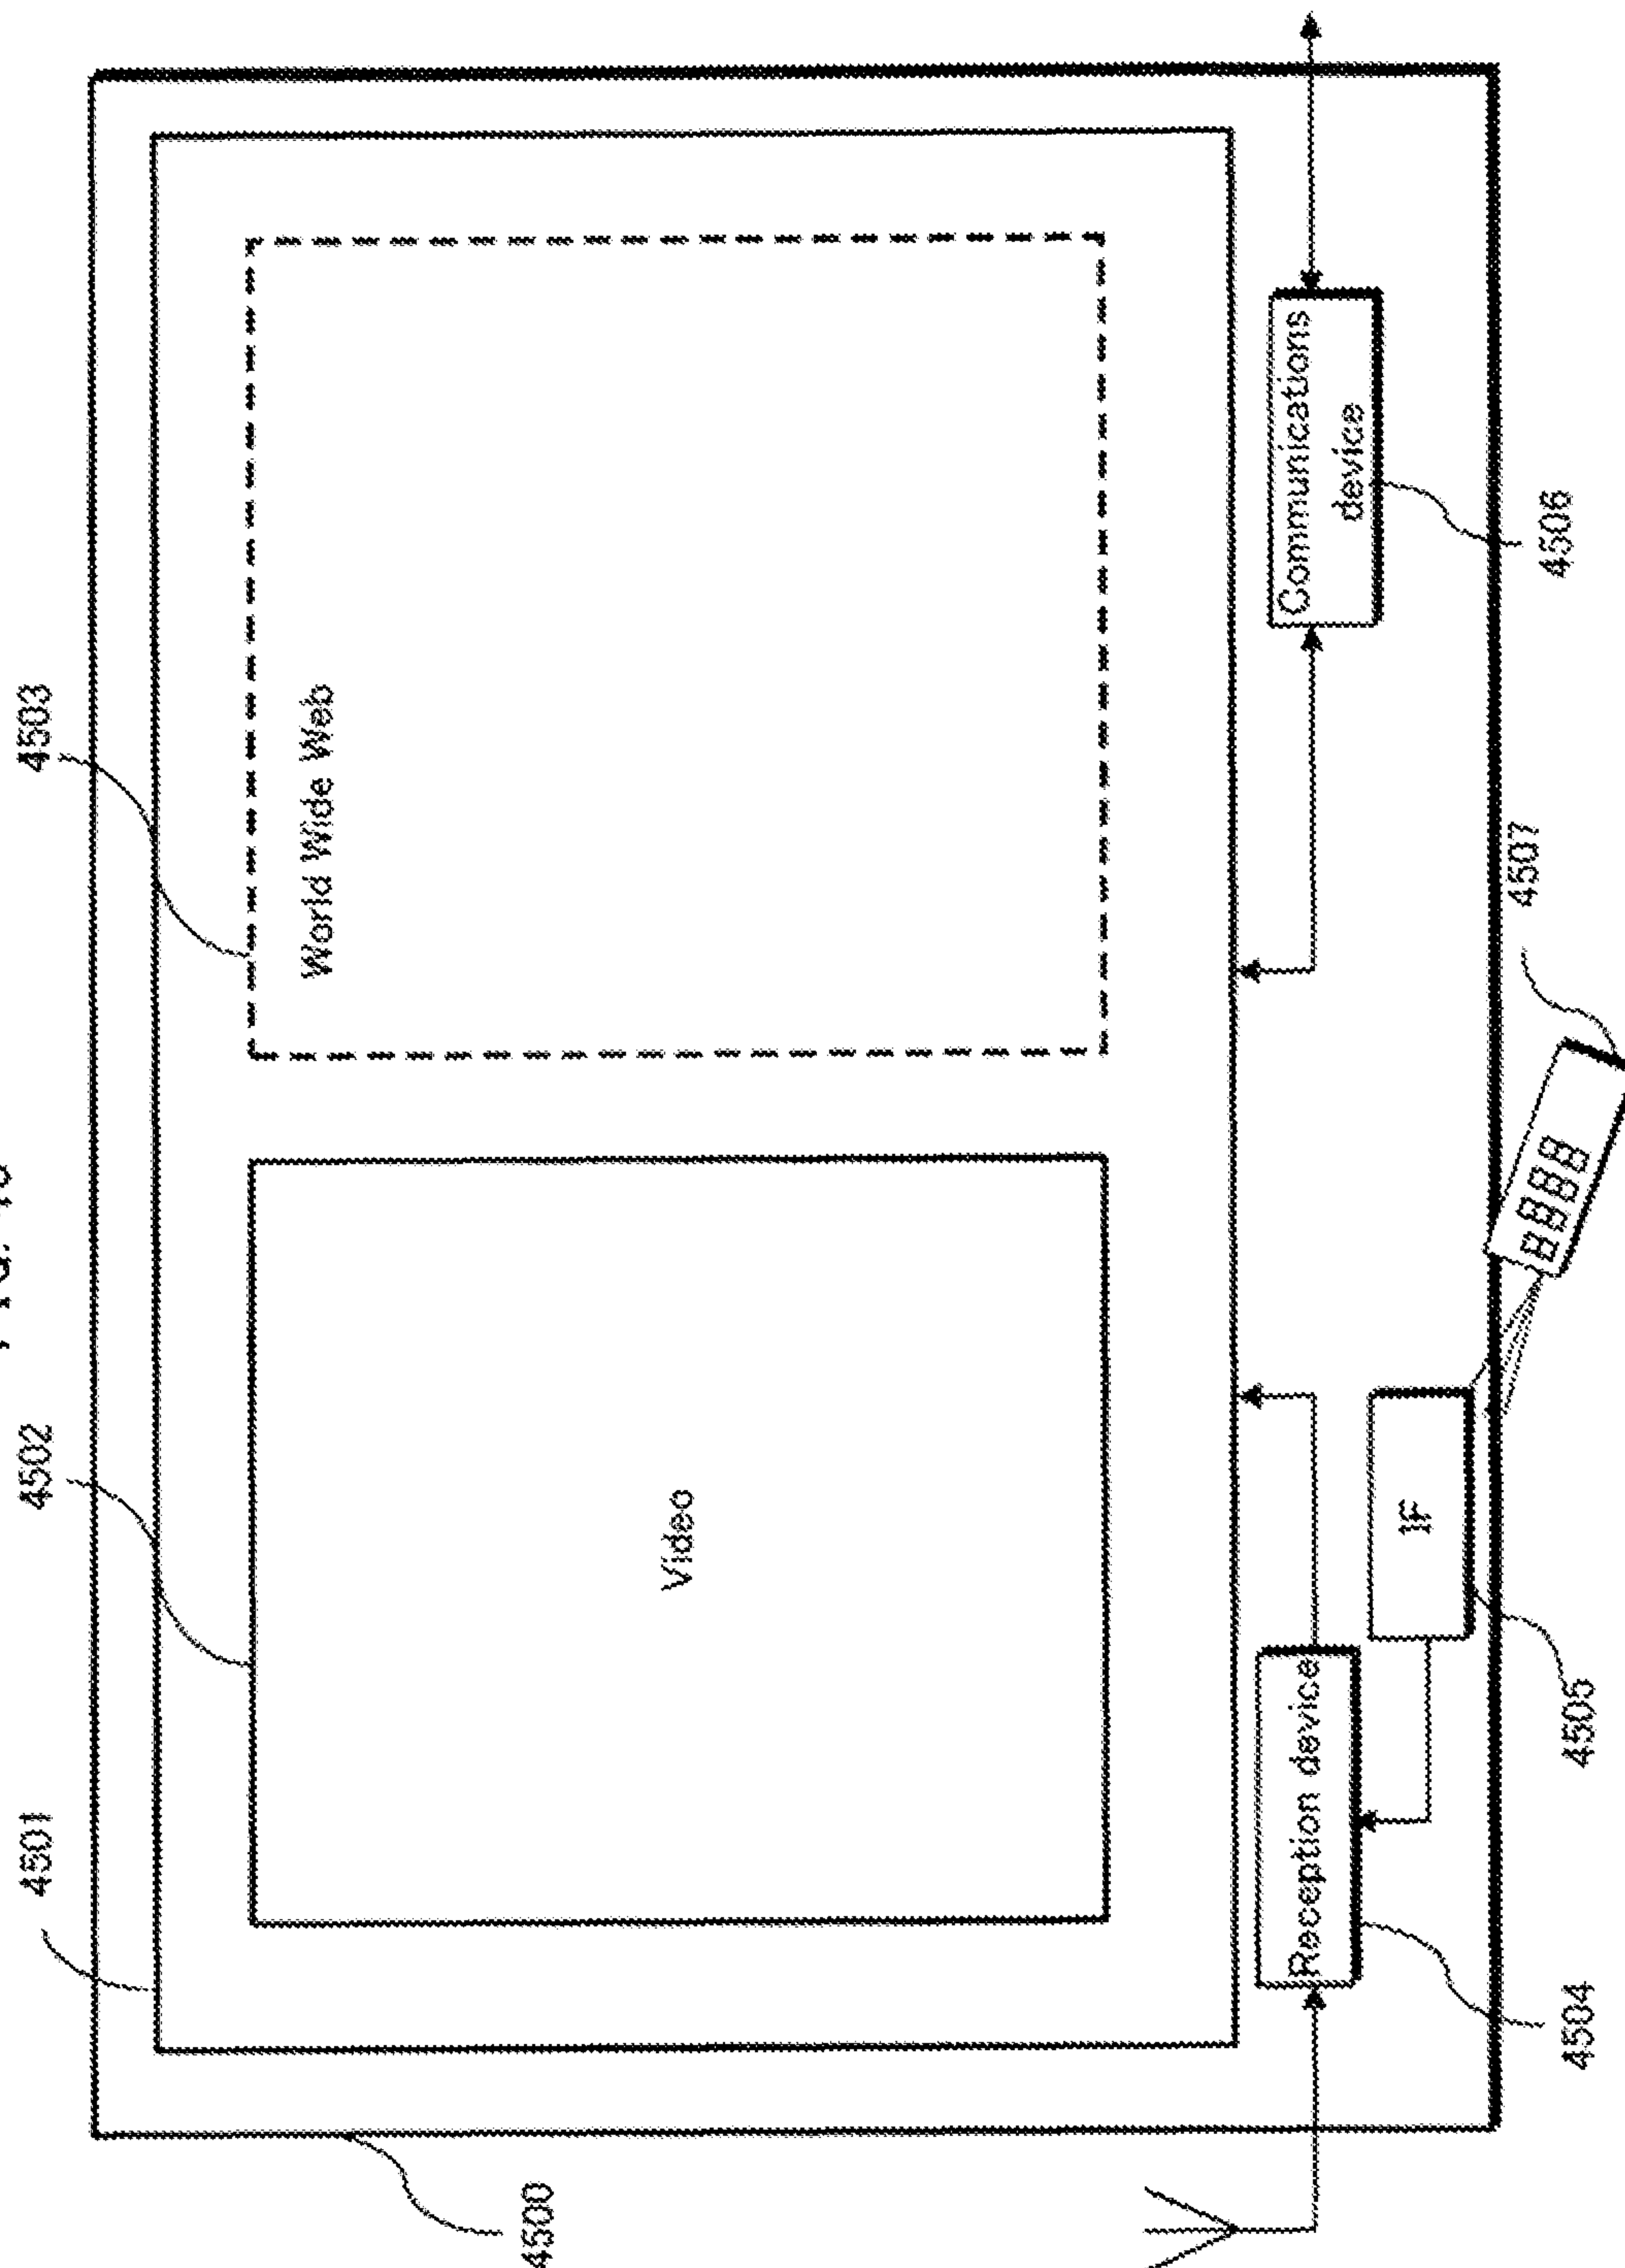 4501
4502
4503
4500
Video
World Wide Web
Reception device
IF
Communications
device
4504
4505
4507
4506